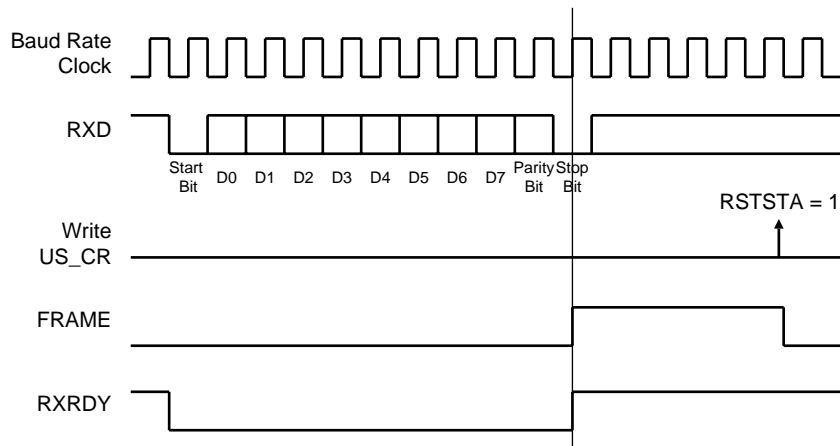 Baud Rate
Clock
RXD
Start
Bit
D0
D1
D2
D3
D4
D5
D6
D7
Parity
Bit
Stop
Bit
RSTSTA = 1
Write
US_CR
FRAME
RXRDY